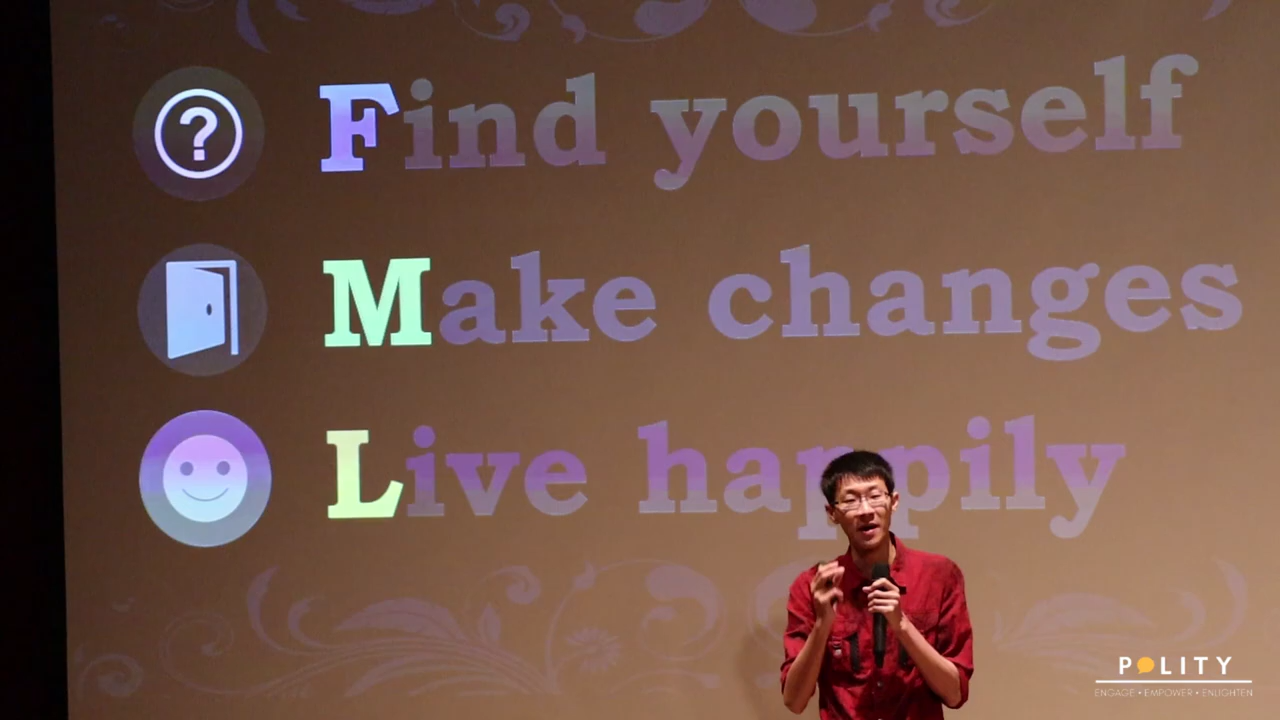 Find yourself
Make changes
Live happily
POLITY
ENGAGE • EMPOWER • ENLIGHTEN